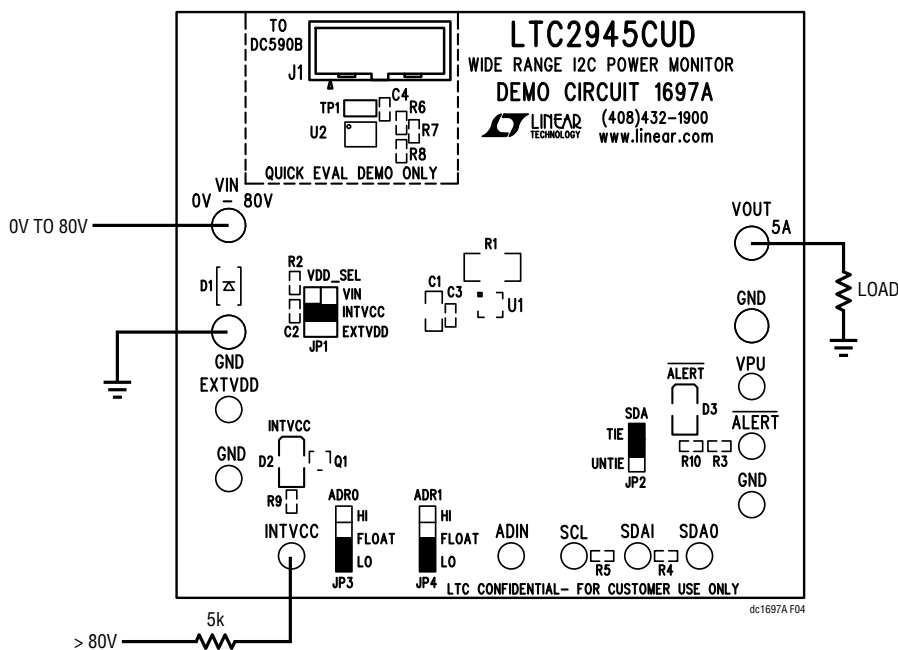 TO
DC590B
J1
TP1
C4
R6
U2
R7
R8
QUICK EVAL DEMO ONLY
LTC2945CUD
WIDE RANGE I2C POWER MONITOR
DEMO CIRCUIT 1697A
LINEAR
TECHNOLOGY
(408)432-1900
www.linear.com
VIN
0V - 80V
0V TO 80V
D1
GND
EXTVDD
GND
R2
VDD_SEL
VIN
INTVCC
EXTVDD
C2
JP1
C1
C3
R1
U1
VOUT
5A
LOAD
GND
VPU
ALERT
D3
ALERT
SDA
TIE
UNTIE
JP2
R10
R3
GND
INTVCC
D2
Q1
R9
INTVCC
ADR0
HI
FLOAT
LO
JP3
ADR1
HI
FLOAT
LO
JP4
ADIN
SCL
SDAI
SDAO
R5
R4
LTC CONFIDENTIAL- FOR CUSTOMER USE ONLY
dc1697A F04
5k
> 80V